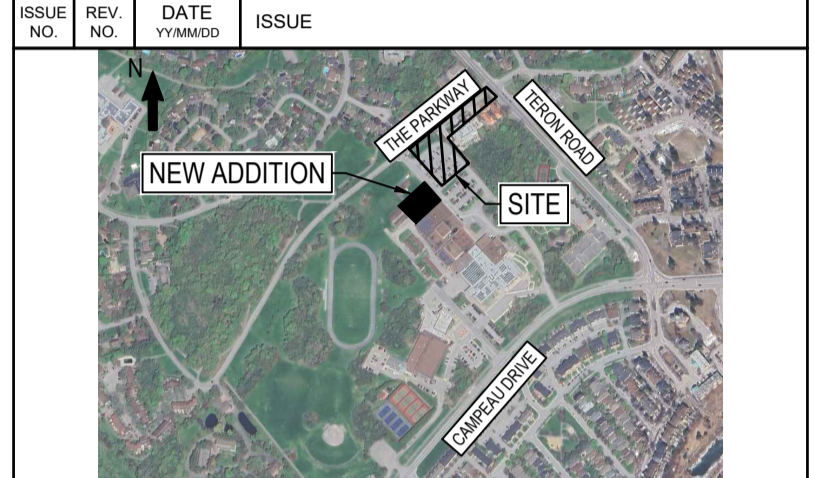 ISSUE NO.
REV. NO.
DATE
YY/MM/DD
ISSUE
N
THE PARKWAY
TERON ROAD
NEW ADDITION
SITE
CAMPEAU DRIVE